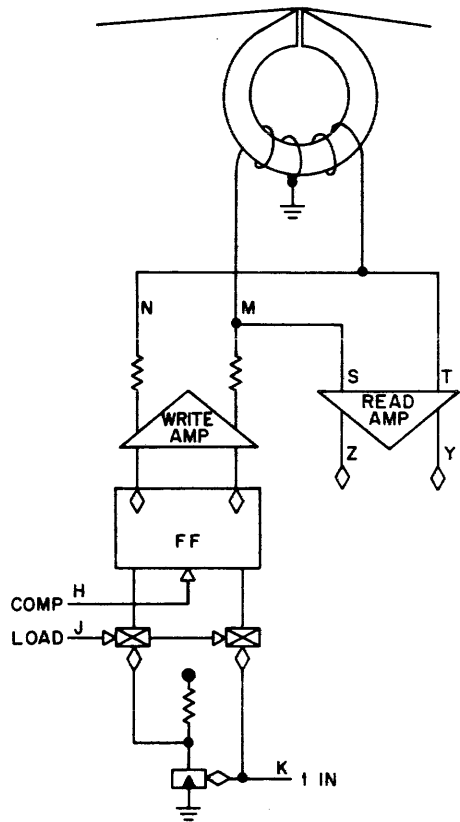 N
M
S
T
WRITE
AMP
READ
AMP
Z
Y
FF
COMP H
LOAD J
K 1 IN